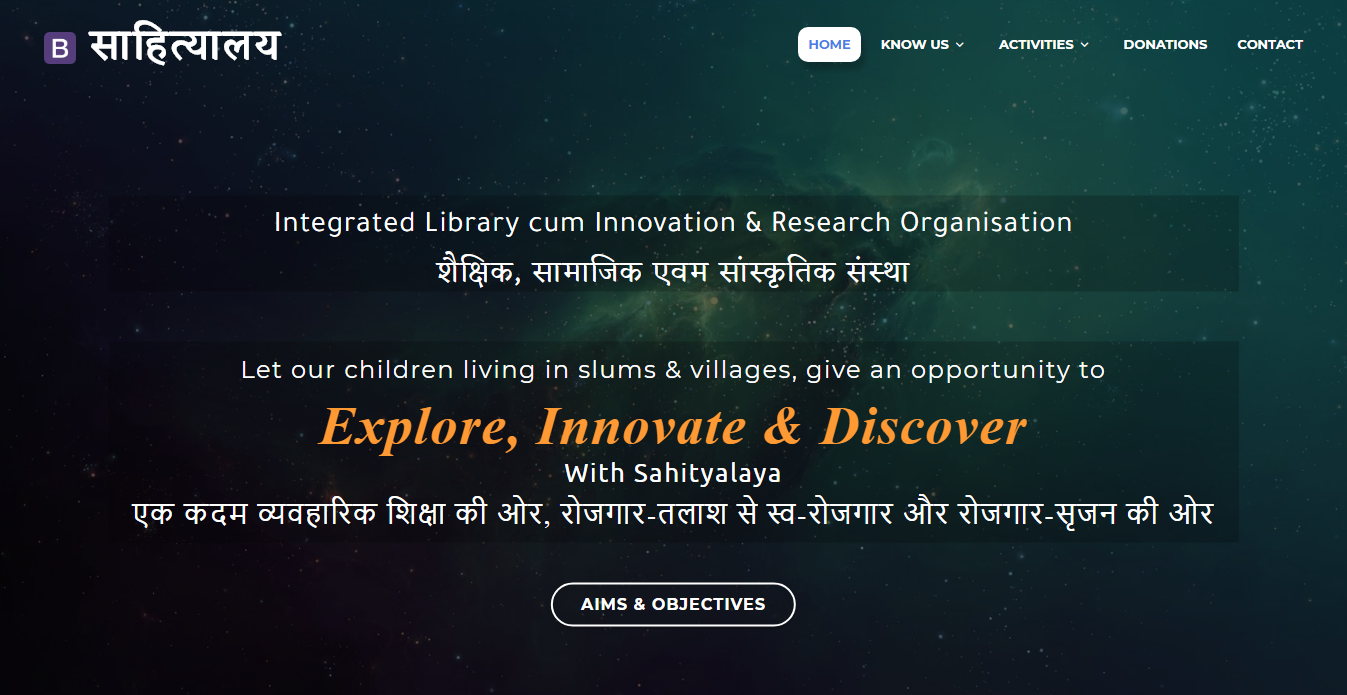 B साहित्यालय
HOME KNOW US ACTIVITIES DONATIONS CONTACT
Integrated Library cum Innovation & Research Organisation
शैक्षिक, सामाजिक एवम सांस्कृतिक संस्था
Let our children living in slums & villages, give an opportunity to
Explore, Innovate & Discover
With Sahityalaya
एक कदम व्यवहारिक शिक्षा की ओर, रोजगार-तलाश से स्व-रोजगार और रोजगार-सृजन की ओर
AIMS & OBJECTIVES